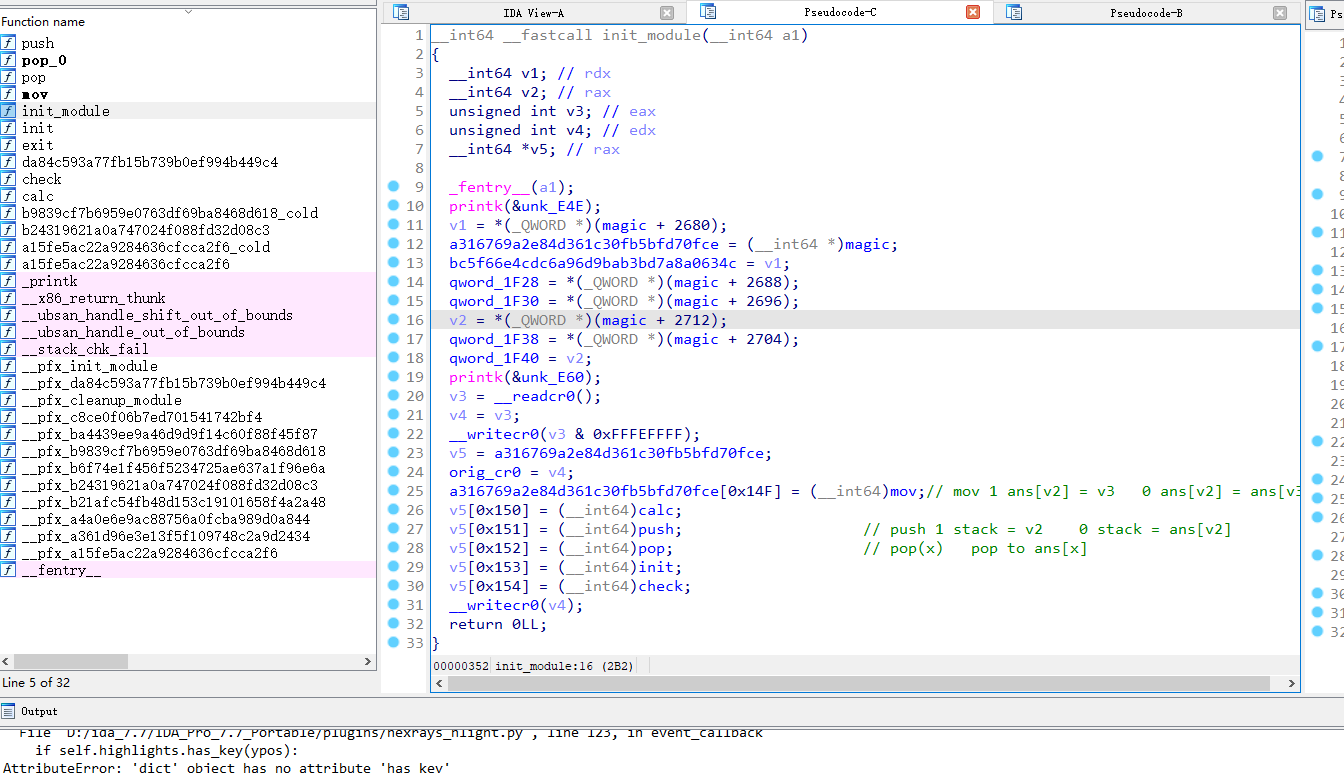 Function name
push
pop_0
pop
mov
init_module
init
exit
da84c593a77fb15b739b0ef994b449c4
check
calc
b9839cf7b6959e0763df69ba8468d618_cold
b24319621a0a747024f088fd32d08c3
a15fe5ac22a9284636cfcca2f6_cold
a15fe5ac22a9284636cfcca2f6
_printk
__x86_return_thunk
__ubsan_handle_shift_out_of_bounds
__ubsan_handle_out_of_bounds
__stack_chk_fail
__pfx_init_module
__pfx_da84c593a77fb15b739b0ef994b449c4
__pfx_cleanup_module
__pfx_c8ce0f06b7ed701541742bf4
__pfx_ba4439ee9a46d9d9f14c60f88f45f87
__pfx_b9839cf7b6959e0763df69ba8468d618
__pfx_b6f74e1f456f5234725ae637a1f96e6a
__pfx_b24319621a0a747024f088fd32d08c3
__pfx_b21afc54fb48d153c19101658f4a2a48
__pfx_a4a0e6e9ac88756a0fcba989d0a844
__pfx_a361d96e3e13f5f109748c2a9d2434
__pfx_a15fe5ac22a9284636cfcca2f6
__fentry__
Line 5 of 32
IDA View-A
Pseudocode-C
Pseudocode-B
Ps
1 __int64 __fastcall init_module(__int64 a1)
2 {
3 __int64 v1; // rdx
4 __int64 v2; // rax
5 unsigned int v3; // eax
6 unsigned int v4; // edx
7 __int64 *v5; // rax
8
9 _fentry__(a1);
10 printk(&unk_E4E);
11 v1 = *(_QWORD *)(magic + 2680);
12 a316769a2e84d361c30fb5bfd70fce = (__int64 *)magic;
13 bc5f66e4cdc6a96d9bab3bd7a8a0634c = v1;
14 qword_1F28 = *(_QWORD *)(magic + 2688);
15 qword_1F30 = *(_QWORD *)(magic + 2696);
16 v2 = *(_QWORD *)(magic + 2712);
17 qword_1F38 = *(_QWORD *)(magic + 2704);
18 qword_1F40 = v2;
19 printk(&unk_E60);
20 v3 = __readcr0();
21 v4 = v3;
22 __writecr0(v3 & 0xFFFEFFFF);
23 v5 = a316769a2e84d361c30fb5bfd70fce;
24 orig_cr0 = v4;
25 a316769a2e84d361c30fb5bfd70fce[0x14F] = (__int64)mov;// mov 1 ans[v2] = v3 0 ans[v2] = ans[v3
26 v5[0x150] = (__int64)calc;
27 v5[0x151] = (__int64)push; // push 1 stack = v2 0 stack = ans[v2]
28 v5[0x152] = (__int64)pop; // pop(x) pop to ans[x]
29 v5[0x153] = (__int64)init;
30 v5[0x154] = (__int64)check;
31 __writecr0(v4);
32 return 0LL;
33 }
00000352 init_module:16 (2B2)
Output
File "D:/ida_7.7/IDA_Pro_7.7_Portable/plugins/hexrays_hlight.py", line 123, in event_callback
if self.highlights.has_key(ypos):
AttributeError: 'dict' object has no attribute 'has_key'